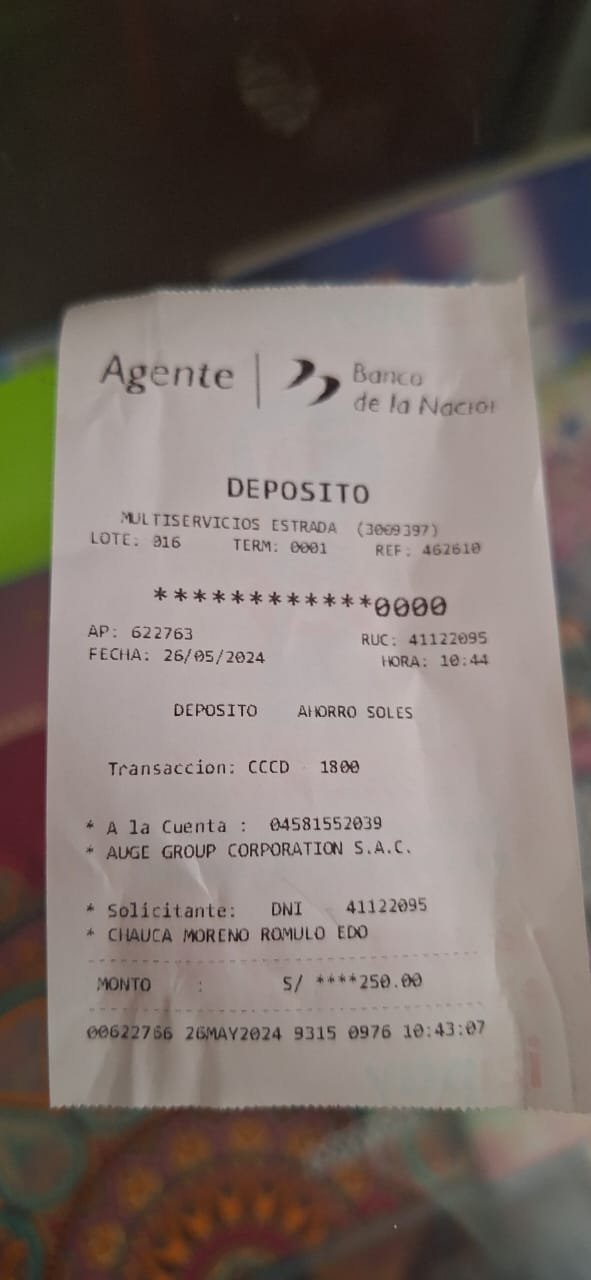 Agente | Banco
de la Nacion
DEPOSITO
MULTISERVICIOS ESTRADA (3009397)
LOTE: 016 TERM: 0001 REF: 462610
************0000
AP: 622763 RUC: 41122095
FECHA: 26/05/2024 HORA: 10:44
DEPOSITO AHORRO SOLES
Transaccion: CCCD 1800
* A la Cuenta : 04581552039
* AUGE GROUP CORPORATION S.A.C.
* Solicitante: DNI 41122095
* CHAUCA MORENO ROMULO EDO
MONTO : S/ ****250.00
00622766 26MAY2024 9315 0976 10:43:07